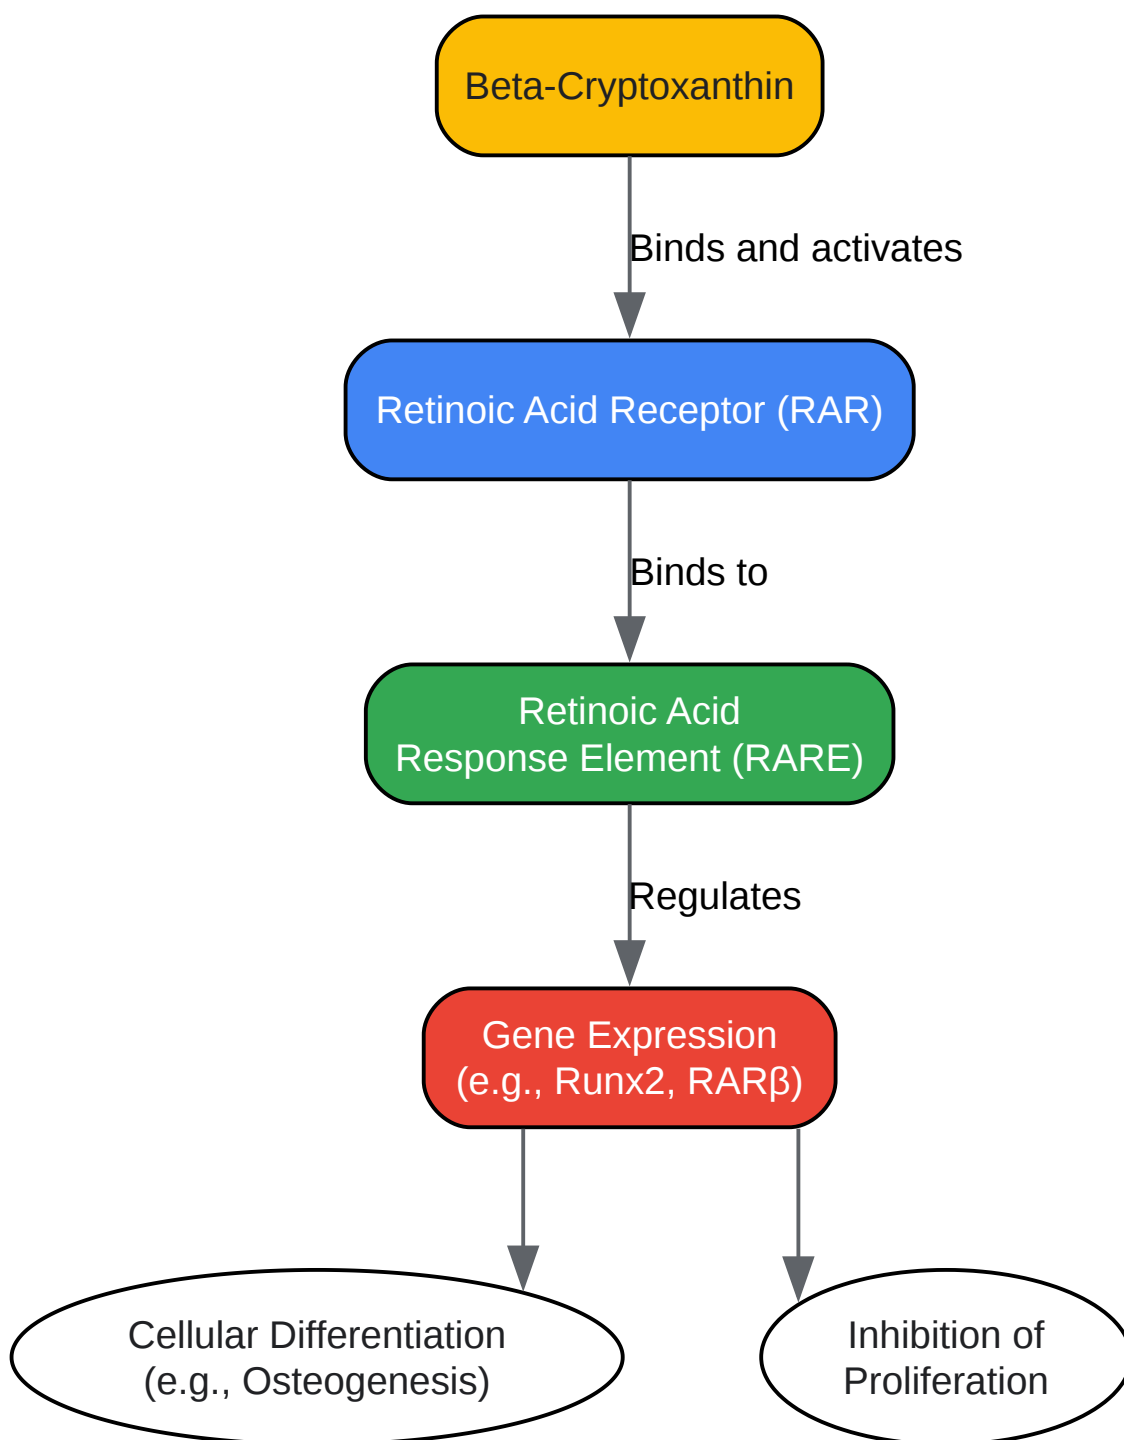 Beta-Cryptoxanthin
Binds and activates
Retinoic Acid Receptor (RAR)
Binds to
Retinoic Acid
Response Element (RARE)
Regulates
Gene Expression
(e.g., Runx2, RARβ)
Cellular Differentiation
(e.g., Osteogenesis)
Inhibition of
Proliferation